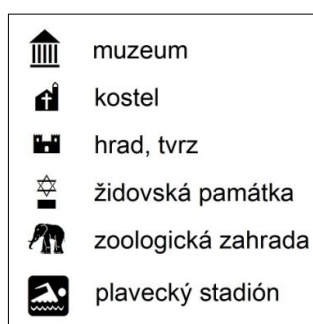 muzeum
kostel
hrad, tvrz
židovská památka
zoologická zahrada
plavecký stadión